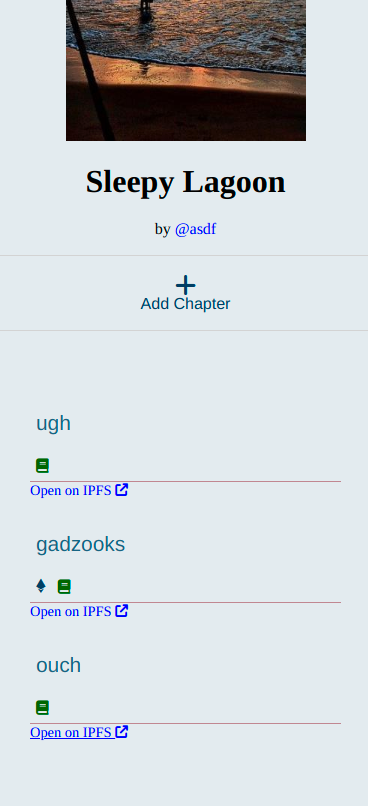 Sleepy Lagoon
by @asdf
Add Chapter
ugh
Open on IPFS
gadzooks
Open on IPFS
ouch
Open on IPFS